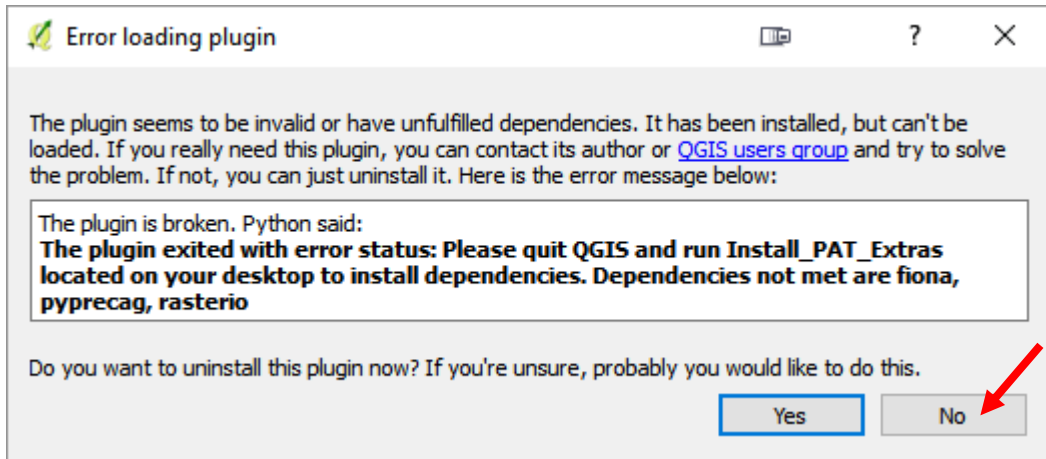 Error loading plugin
?
The plugin seems to be invalid or have unfulfilled dependencies. It has been installed, but can't be
loaded. If you really need this plugin, you can contact its author or QGIS users group and try to solve
the problem. If not, you can just uninstall it. Here is the error message below:
The plugin is broken. Python said:
The plugin exited with error status: Please quit QGIS and run Install_PAT_Extras
located on your desktop to install dependencies. Dependencies not met are fiona,
pyprecag, rasterio
Do you want to uninstall this plugin now? If you're unsure, probably you would like to do this.
Yes No